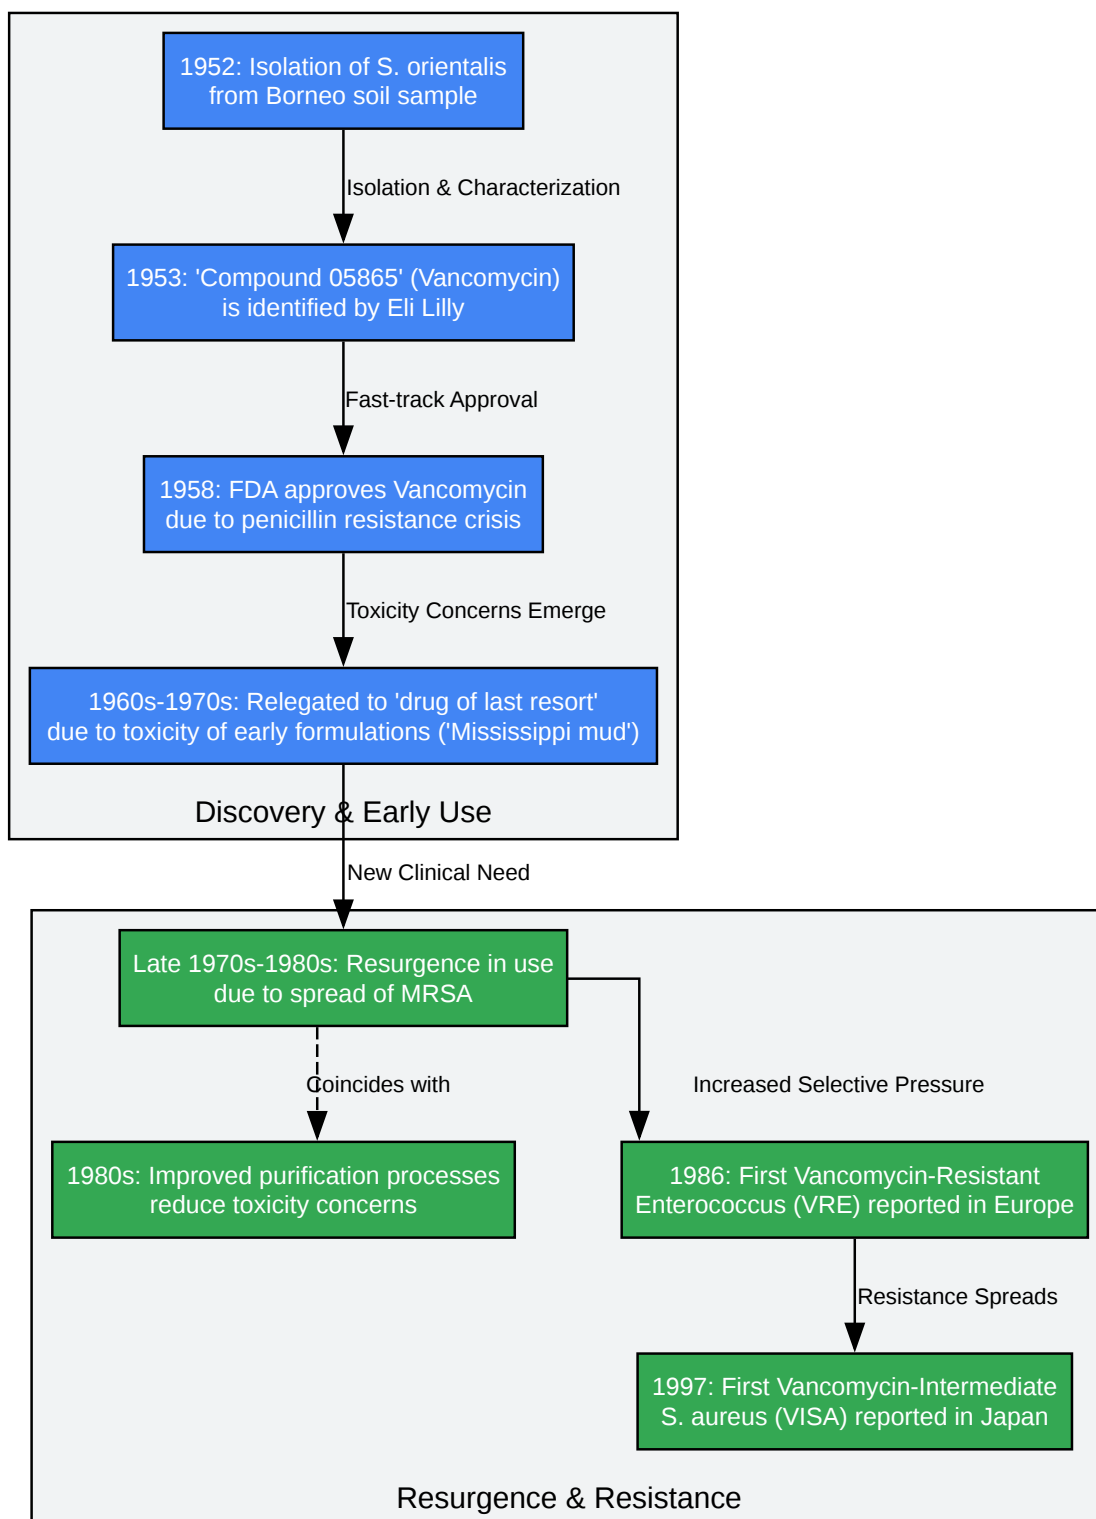 1952: Isolation of S. orientalis
from Borneo soil sample
Isolation & Characterization
1953: 'Compound 05865' (Vancomycin)
is identified by Eli Lilly
Fast-track Approval
1958: FDA approves Vancomycin
due to penicillin resistance crisis
Toxicity Concerns Emerge
1960s-1970s: Relegated to 'drug of last resort'
due to toxicity of early formulations ('Mississippi mud')
Discovery & Early Use
New Clinical Need
Late 1970s-1980s: Resurgence in use
due to spread of MRSA
Coincides with
Increased Selective Pressure
1980s: Improved purification processes
reduce toxicity concerns
1986: First Vancomycin-Resistant
Enterococcus (VRE) reported in Europe
Resistance Spreads
1997: First Vancomycin-Intermediate
S. aureus (VISA) reported in Japan
Resurgence & Resistance